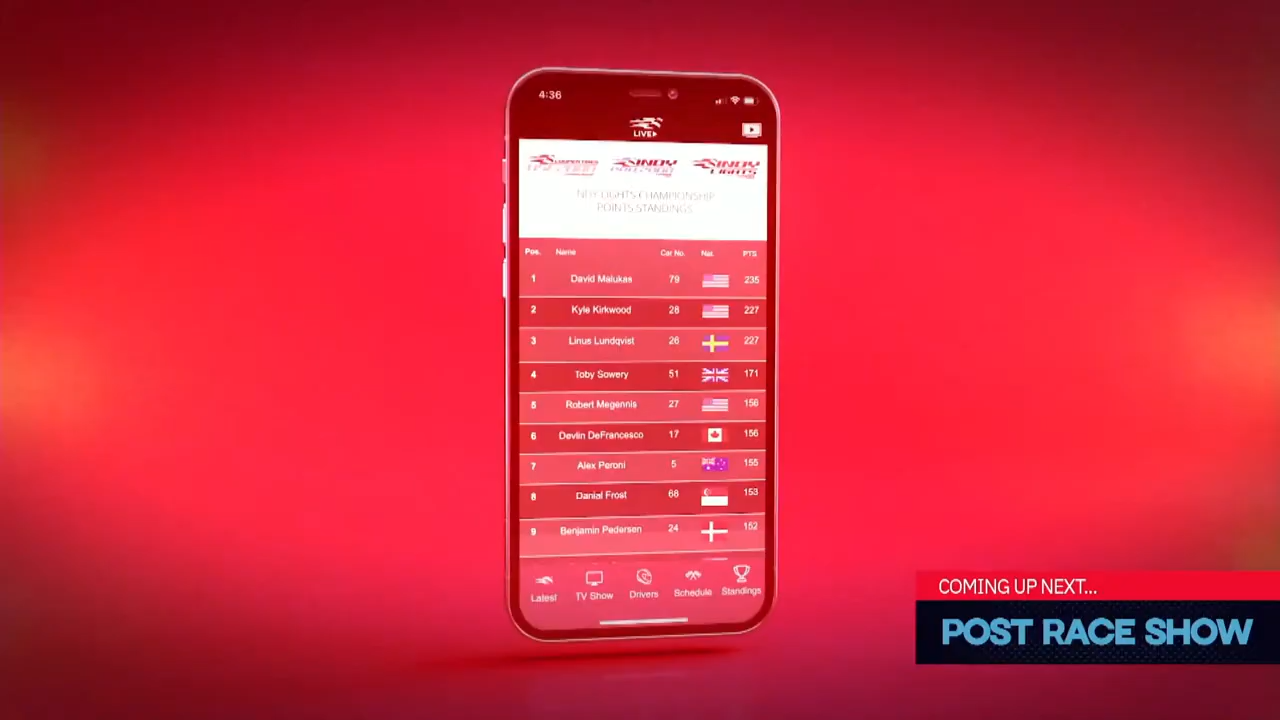 4:36
LIVE
INDY INDY
LIGHTS
INDY LIGHTS CHAMPIONSHIP
POINTS STANDINGS
Pos. Name Car No. Nat. PTS
1 David Malukas 79 235
2 Kyle Kirkwood 28 227
3 Linus Lundqvist 26 227
4 Toby Sowery 51 171
5 Robert Megennis 27 156
6 Devlin DeFrancesco 17 156
7 Alex Peroni 5 155
8 Danial Frost 68 153
9 Benjamin Pedersen 24 152
Latest TV Show Drivers Schedule Standings
COMING UP NEXT...
POST RACE SHOW